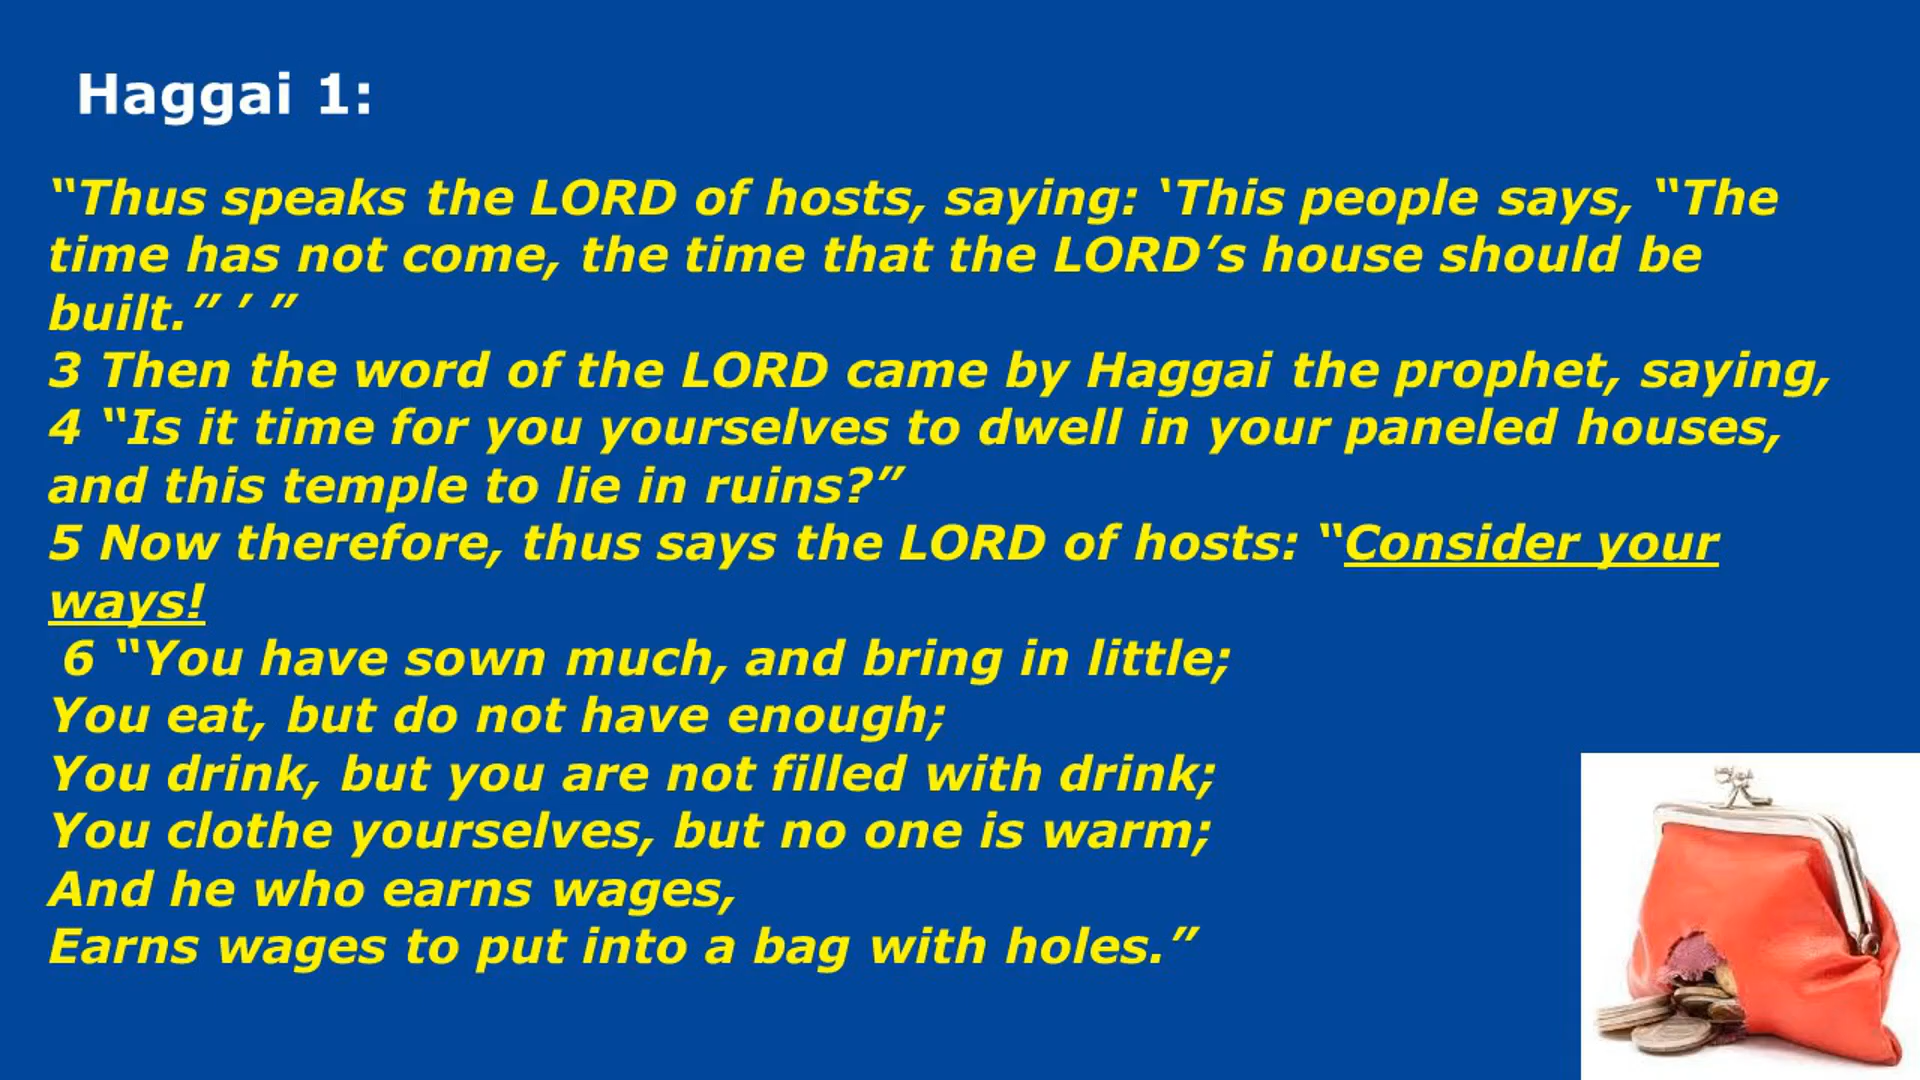 Haggai 1:
“Thus speaks the LORD of hosts, saying: ‘This people says, “The
time has not come, the time that the LORD’s house should be
built.” ’ ”
3 Then the word of the LORD came by Haggai the prophet, saying,
4 “Is it time for you yourselves to dwell in your paneled houses,
and this temple to lie in ruins?”
5 Now therefore, thus says the LORD of hosts: “Consider your
ways!
6 “You have sown much, and bring in little;
You eat, but do not have enough;
You drink, but you are not filled with drink;
You clothe yourselves, but no one is warm;
And he who earns wages,
Earns wages to put into a bag with holes.”